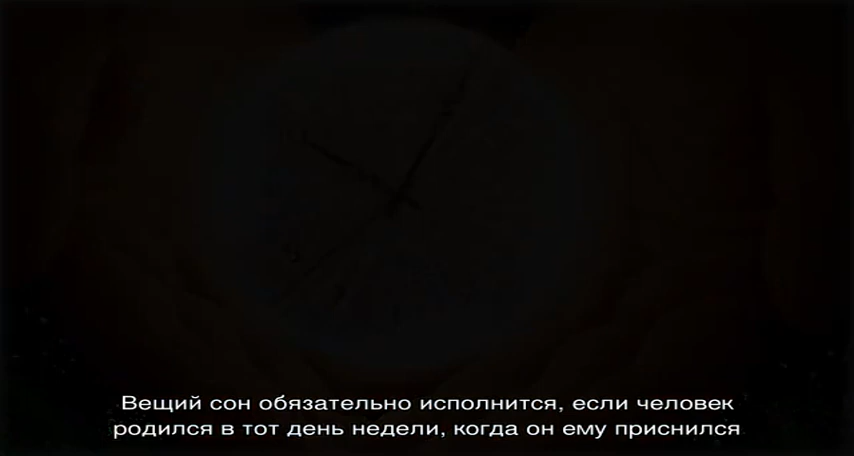 Вещий сон обязательно исполнится, если человек
родился в тот день недели, когда он ему приснился